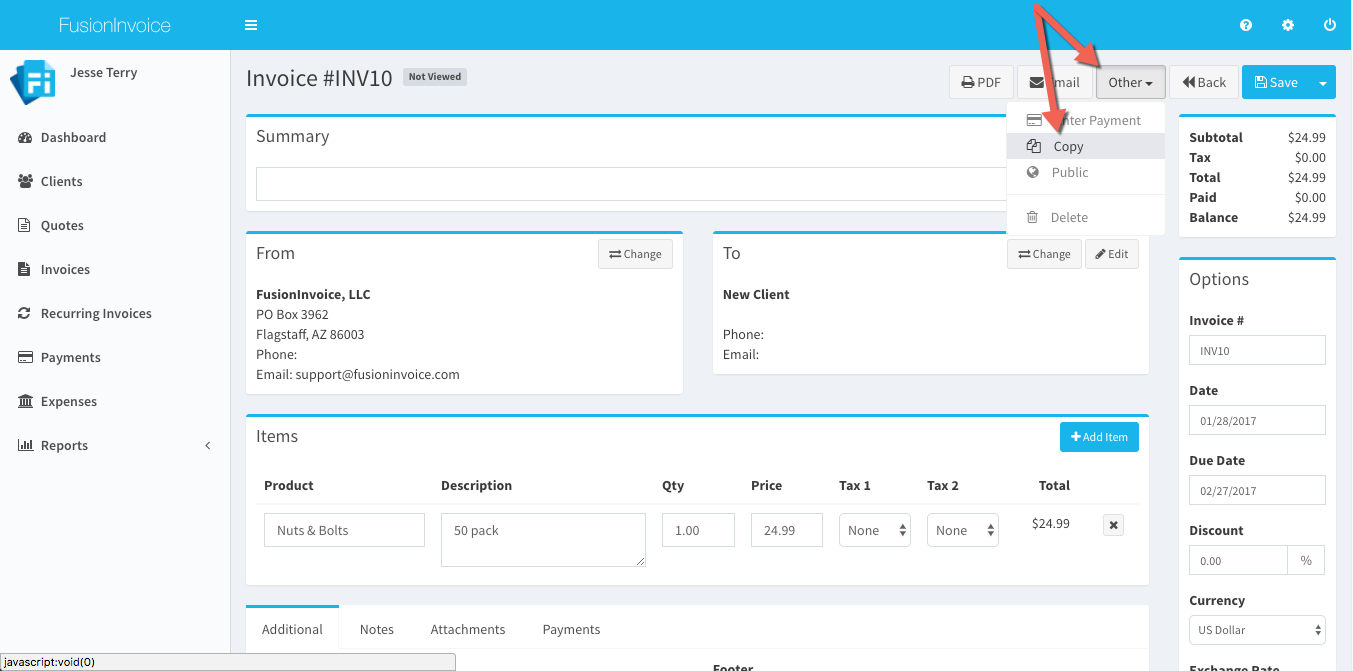 FusionInvoice
Jesse Terry
Dashboard
Clients
Quotes
Invoices
Recurring Invoices
Payments
Expenses
Reports
Invoice #INV10 Not Viewed
PDF mail Other Back Save
nter Payment
Copy
Public
Delete
Summary
Subtotal $24.99
Tax $0.00
Total $24.99
Paid $0.00
Balance $24.99
From Change
FusionInvoice, LLC
PO Box 3962
Flagstaff, AZ 86003
Phone:
Email: support@fusioninvoice.com
To Change Edit
New Client
Phone:
Email:
Items Add Item
Product Description Qty Price Tax 1 Tax 2 Total
Nuts & Bolts 50 pack 1.00 24.99 None None $24.99
Additional Notes Attachments Payments
Footer
Options
Invoice #
INV10
Date
01/28/2017
Due Date
02/27/2017
Discount
0.00 %
Currency
US Dollar
Exchange Rate
javascript:void(0)